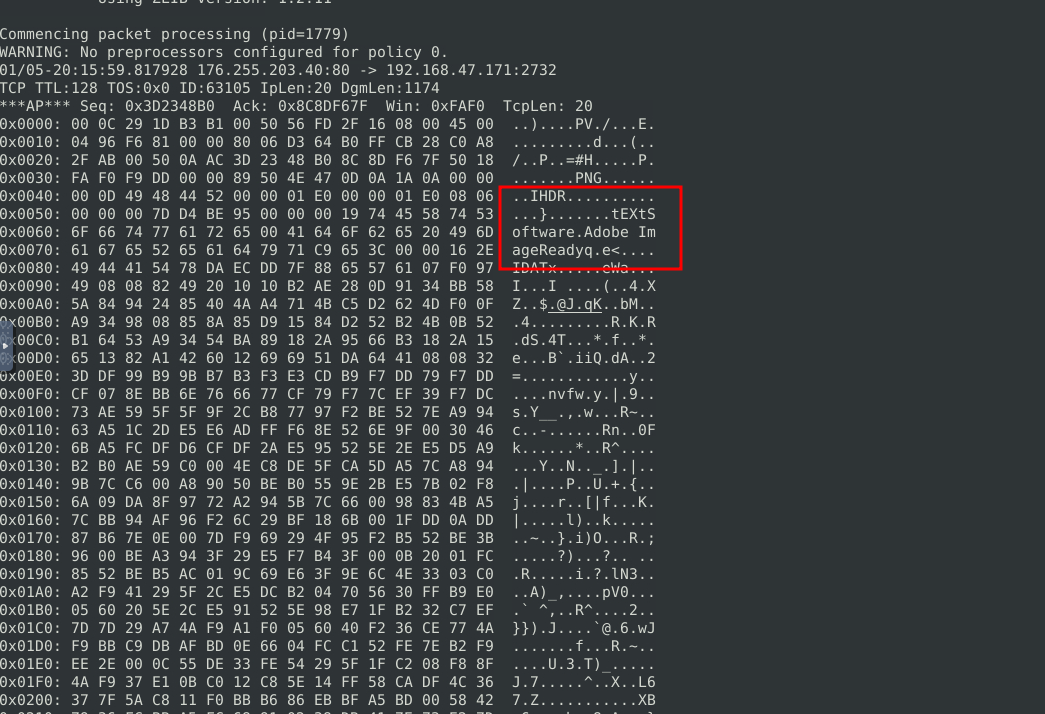 Using ZLIB version: 1.2.11
Commencing packet processing (pid=1779)
WARNING: No preprocessors configured for policy 0.
01/05-20:15:59.817928 176.255.203.40:80 -> 192.168.47.171:2732
TCP TTL:128 TOS:0x0 ID:63105 IpLen:20 DgmLen:1174
***AP*** Seq: 0x3D2348B0  Ack: 0x8C8DF67F  Win: 0xFAF0  TcpLen: 20
0x0000: 00 0C 29 1D B3 B1 00 50 56 FD 2F 16 08 00 45 00  ..)....PV./...E.
0x0010: 04 96 F6 81 00 00 80 06 D3 64 B0 FF CB 28 C0 A8  .........d...(..
0x0020: 2F AB 00 50 0A AC 3D 23 48 B0 8C 8D F6 7F 50 18  /..P..=#H.....P.
0x0030: FA F0 F9 DD 00 00 89 50 4E 47 0D 0A 1A 0A 00 00  .......PNG......
0x0040: 00 0D 49 48 44 52 00 00 01 E0 00 00 01 E0 08 06  ..IHDR..........
0x0050: 00 00 00 7D D4 BE 95 00 00 00 19 74 45 58 74 53  ...}.......tEXtS
0x0060: 6F 66 74 77 61 72 65 00 41 64 6F 62 65 20 49 6D  oftware.Adobe Im
0x0070: 61 67 65 52 65 61 64 79 71 C9 65 3C 00 00 16 2E  ageReadyq.e<....
0x0080: 49 44 41 54 78 DA EC DD 7F 88 65 57 61 07 F0 97  IDATx.....eWa...
0x0090: 49 08 08 82 49 20 10 10 B2 AE 28 0D 91 34 BB 58  I...I ....(..4.X
0x00A0: 5A 84 94 24 85 40 4A A4 71 4B C5 D2 62 4D F0 0F  Z..$.@J.qK..bM..
0x00B0: A9 34 98 08 85 8A 85 D9 15 84 D2 52 B2 4B 0B 52  .4.........R.K.R
0x00C0: B1 64 53 A9 34 54 BA 89 18 2A 95 66 B3 18 2A 15  .dS.4T...*.f..*.
0x00D0: 65 13 82 A1 42 60 12 69 69 51 DA 64 41 08 08 32  e...B`.iiQ.dA..2
0x00E0: 3D DF 99 B9 9B B7 B3 F3 E3 CD B9 F7 DD 79 F7 DD  =............y..
0x00F0: CF 07 8E BB 6E 76 66 77 CF 79 F7 7C EF 39 F7 DC  ....nvfw.y.|.9..
0x0100: 73 AE 59 5F 5F 9F 2C B8 77 97 F2 BE 52 7E A9 94  s.Y__.,.w...R~..
0x0110: 63 A5 1C 2D E5 E6 AD FF F6 8E 52 6E 9F 00 30 46  c..-......Rn..0F
0x0120: 6B A5 FC DF D6 CF DF 2A E5 95 52 5E 2E E5 D5 A9  k......*..R^....
0x0130: B2 B0 AE 59 C0 00 4E C8 DE 5F CA 5D A5 7C A8 94  ...Y..N.._.].|..
0x0140: 9B 7C C6 00 A8 90 50 BE B0 55 9E 2B E5 7B 02 F8  .|....P..U.+.{..
0x0150: 6A 09 DA 8F 97 72 A2 94 5B 7C 66 00 98 83 4B A5  j....r..[|f...K.
0x0160: 7C BB 94 AF 96 F2 6C 29 BF 18 6B 00 1F DD 0A DD  |.....l)..k.....
0x0170: 87 B6 7E 0E 00 7D F9 69 29 4F 95 F2 B5 52 BE 3B  ..~..}.i)O...R.;
0x0180: 96 00 BE A3 94 3F 29 E5 F7 B4 3F 00 0B 20 01 FC  .....?)...?.. ..
0x0190: 85 52 BE B5 AC 01 9C 69 E6 3F 9E 6C 4E 33 03 C0  .R.....i.?.lN3..
0x01A0: A2 F9 41 29 5F 2C E5 DC B2 04 70 56 30 FF B9 E0  ..A)_,....pV0...
0x01B0: 05 60 20 5E 2C E5 91 52 5E 98 E7 1F B2 32 C7 EF  .` ^,..R^....2..
0x01C0: 7D 7D 29 A7 4A F9 A1 F0 05 60 40 F2 36 CE 77 4A  }}).J....`@.6.wJ
0x01D0: F9 BB C9 DB AF BD 0E 66 04 FC C1 52 FE 7E B2 F9  .......f...R.~..
0x01E0: EE 2E 00 0C 55 DE 33 FE 54 29 5F 1F C2 08 F8 8F  ....U.3.T)_.....
0x01F0: 4A F9 37 E1 0B C0 12 C8 5E 14 FF 58 CA DF 4C 36  J.7.....^..X..L6
0x0200: 37 7F 5A C8 11 F0 BB B6 86 EB BF A5 BD 00 58 42  7.Z...........XB